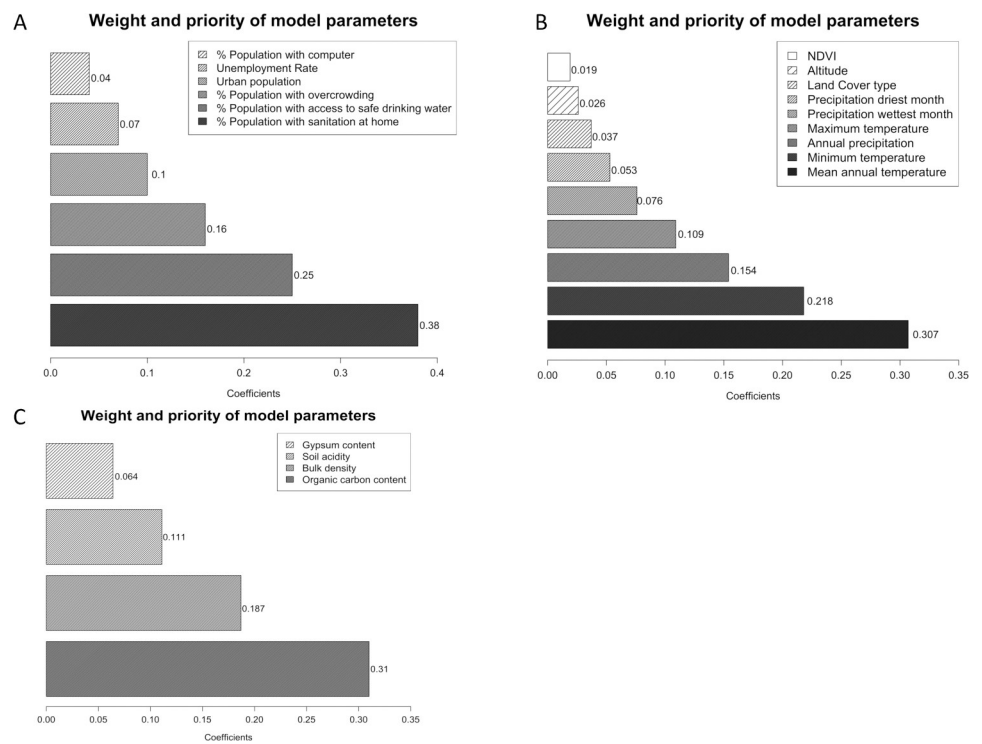 A
Weight and priority of model parameters
% Population with computer
Unemployment Rate
Urban population
% Population with overcrowding
% Population with access to safe drinking water
% Population with sanitation at home
0.04
0.07
0.1
0.16
0.25
0.38
0.0 0.1 0.2 0.3 0.4
Coefficients
B
Weight and priority of model parameters
NDVI
Altitude
Land Cover type
Precipitation driest month
Precipitation wettest month
Maximum temperature
Annual precipitation
Minimum temperature
Mean annual temperature
0.019
0.026
0.037
0.053
0.076
0.109
0.154
0.218
0.307
0.00 0.05 0.10 0.15 0.20 0.25 0.30 0.35
Coefficients
C
Weight and priority of model parameters
Gypsum content
Soil acidity
Bulk density
Organic carbon content
0.064
0.111
0.187
0.31
0.00 0.05 0.10 0.15 0.20 0.25 0.30 0.35
Coefficients